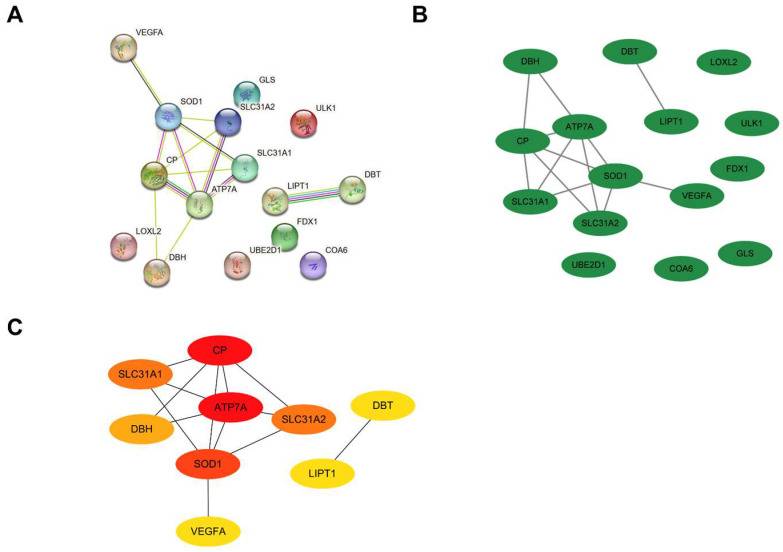 A
VEGFA
GLS
SOD1
SLC31A2
ULK1
CP
SLC31A1
ATP7A
LIPT1
DBT
LOXL2
FDX1
DBH
UBE2D1
COA6
B
DBH
DBT
LOXL2
ATP7A
LIPT1
ULK1
CP
SOD1
FDX1
SLC31A1
VEGFA
SLC31A2
UBE2D1
COA6
GLS
C
CP
SLC31A1
ATP7A
DBT
DBH
SLC31A2
SOD1
LIPT1
VEGFA